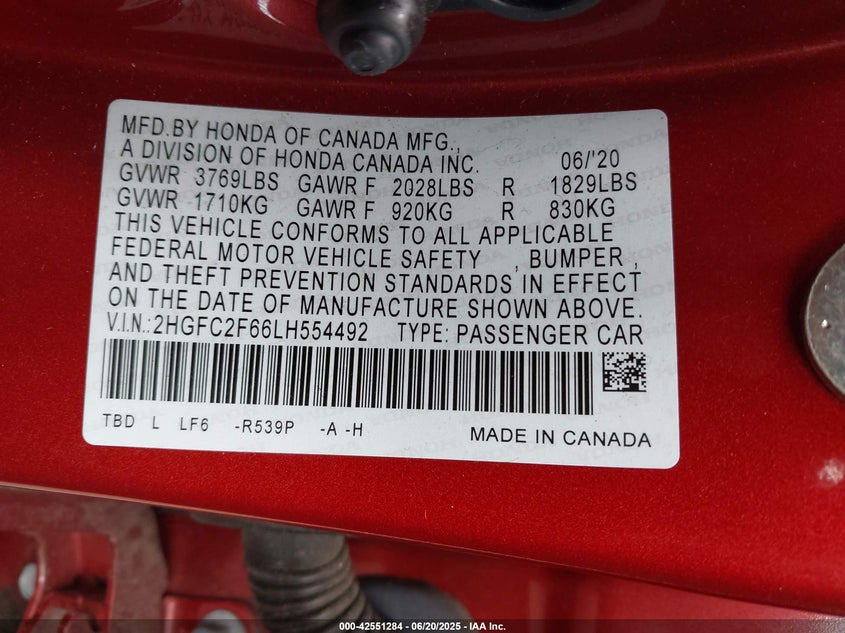 MFD.BY HONDA OF CANADA MFG.,
A DIVISION OF HONDA CANADA INC. 06/'20
GVWR 3769LBS GAWR F 2028LBS R 1829LBS
GVWR 1710KG GAWR F 920KG R 830KG
THIS VEHICLE CONFORMS TO ALL APPLICABLE
FEDERAL MOTOR VEHICLE SAFETY , BUMPER ,
AND THEFT PREVENTION STANDARDS IN EFFECT
ON THE DATE OF MANUFACTURE SHOWN ABOVE.
V.I.N.:2HGFC2F66LH554492 TYPE: PASSENGER CAR
TBD L LF6 -R539P -A -H MADE IN CANADA
000-42551284 - 06/20/2025 - IAA Inc.